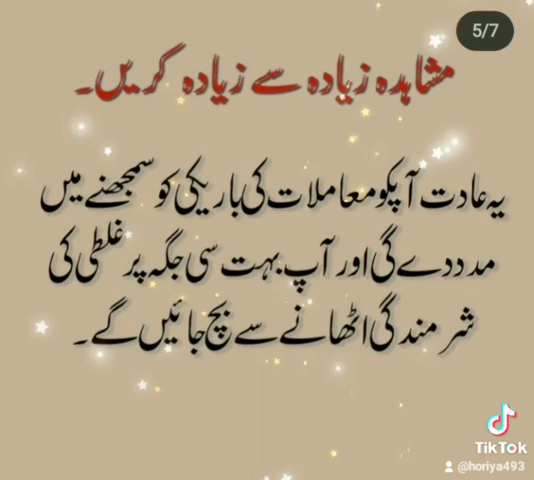 5/7
مشاہدہ زیادہ سے زیادہ کریں۔
یہ عادت آپکو معاملات کی باریکی کو سمجھنے میں
مدد دے گی اور آپ بہت سی جگہ پر غلطی کی
شرمندگی اٹھانے سے بچ جائیں گے۔
TikTok
@horiya493